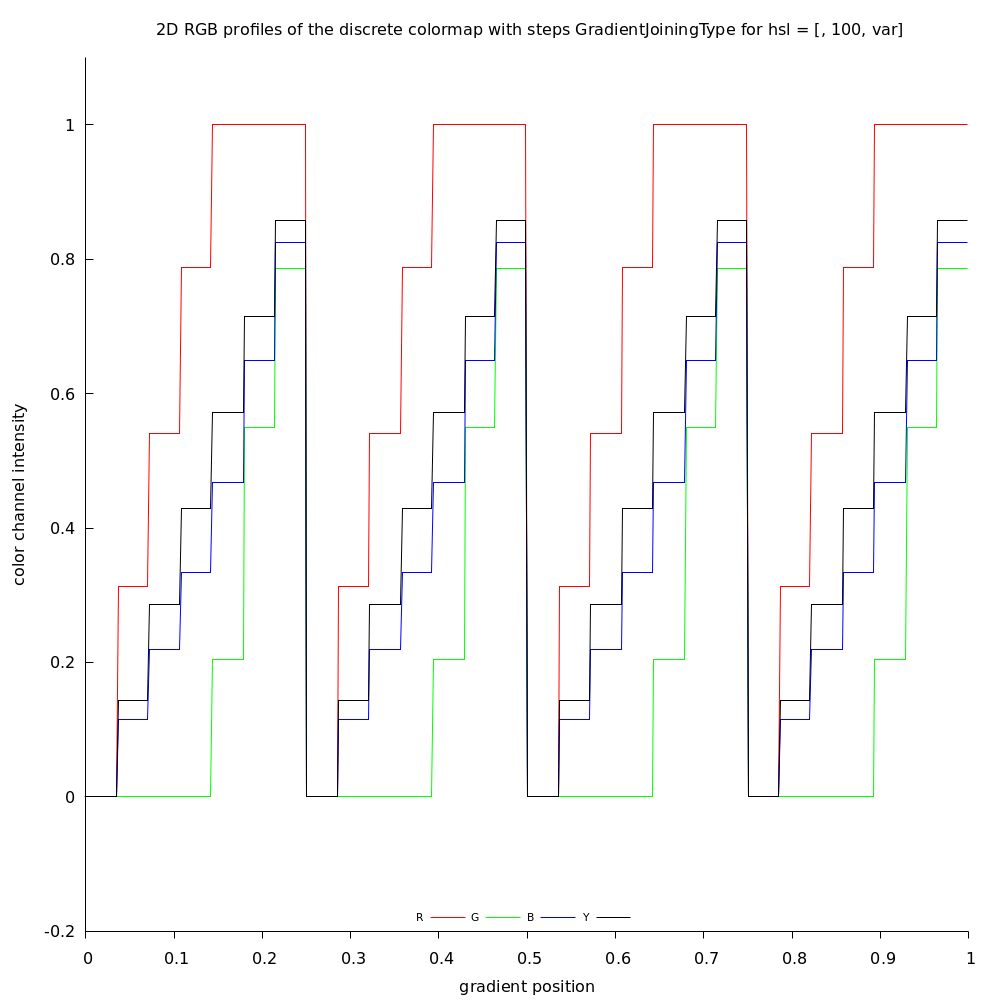 2D RGB profiles of the discrete colormap with steps GradientJoiningType for hsl = [, 100, var]
1
0.8
0.6
0.4
0.2
0
-0.2
color channel intensity
R G B Y
0 0.1 0.2 0.3 0.4 0.5 0.6 0.7 0.8 0.9 1
gradient position